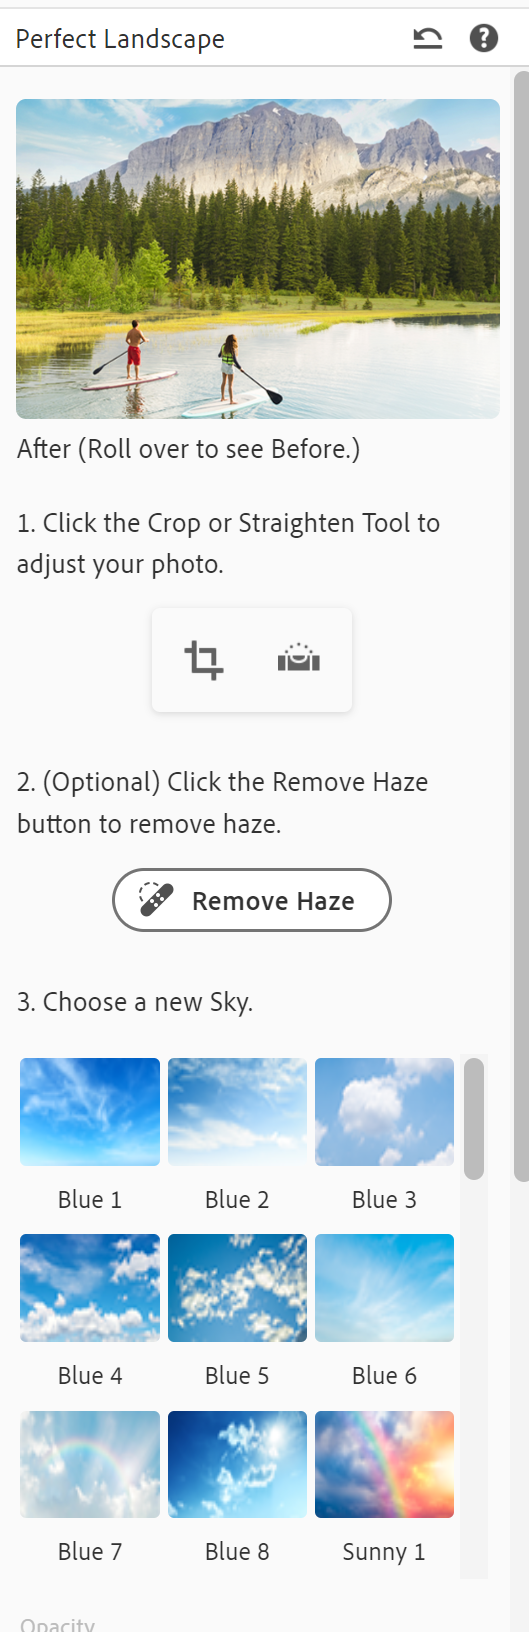 Perfect Landscape
After (Roll over to see Before.)
1. Click the Crop or Straighten Tool to
adjust your photo.
2. (Optional) Click the Remove Haze
button to remove haze.
Remove Haze
3. Choose a new Sky.
Blue 1 Blue 2 Blue 3
Blue 4 Blue 5 Blue 6
Blue 7 Blue 8 Sunny 1
Opacity